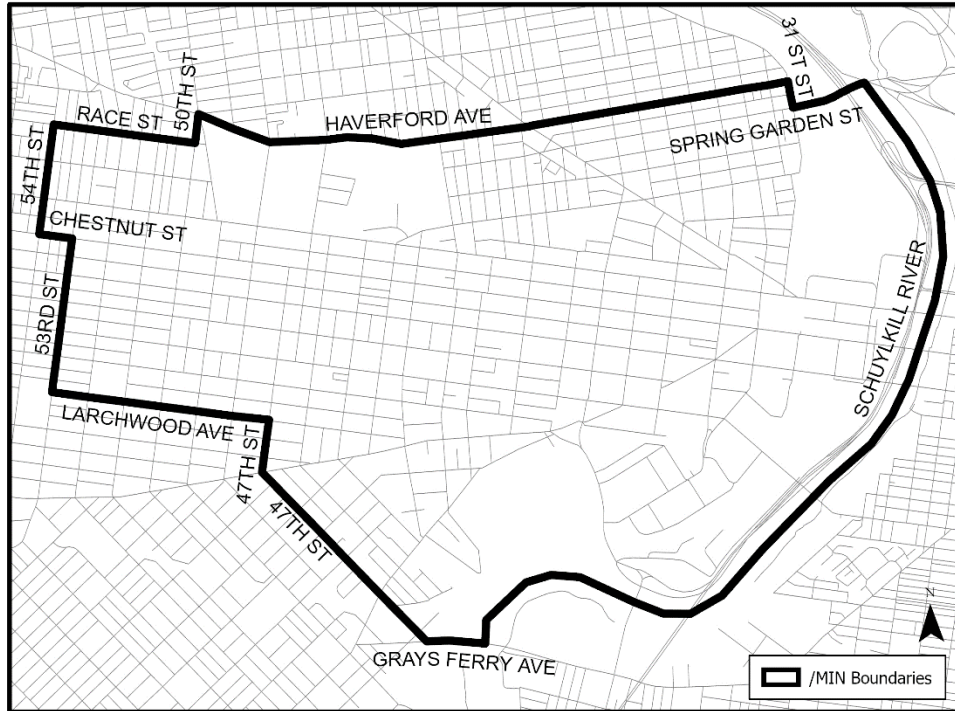 31 ST ST
50TH ST
RACE ST
HAVERFORD AVE
SPRING GARDEN ST
54TH ST
CHESTNUT ST
53RD ST
SCHUYLKILL RIVER
LARCHWOOD AVE
47TH ST
47TH ST
GRAYS FERRY AVE
N
/MIN Boundaries